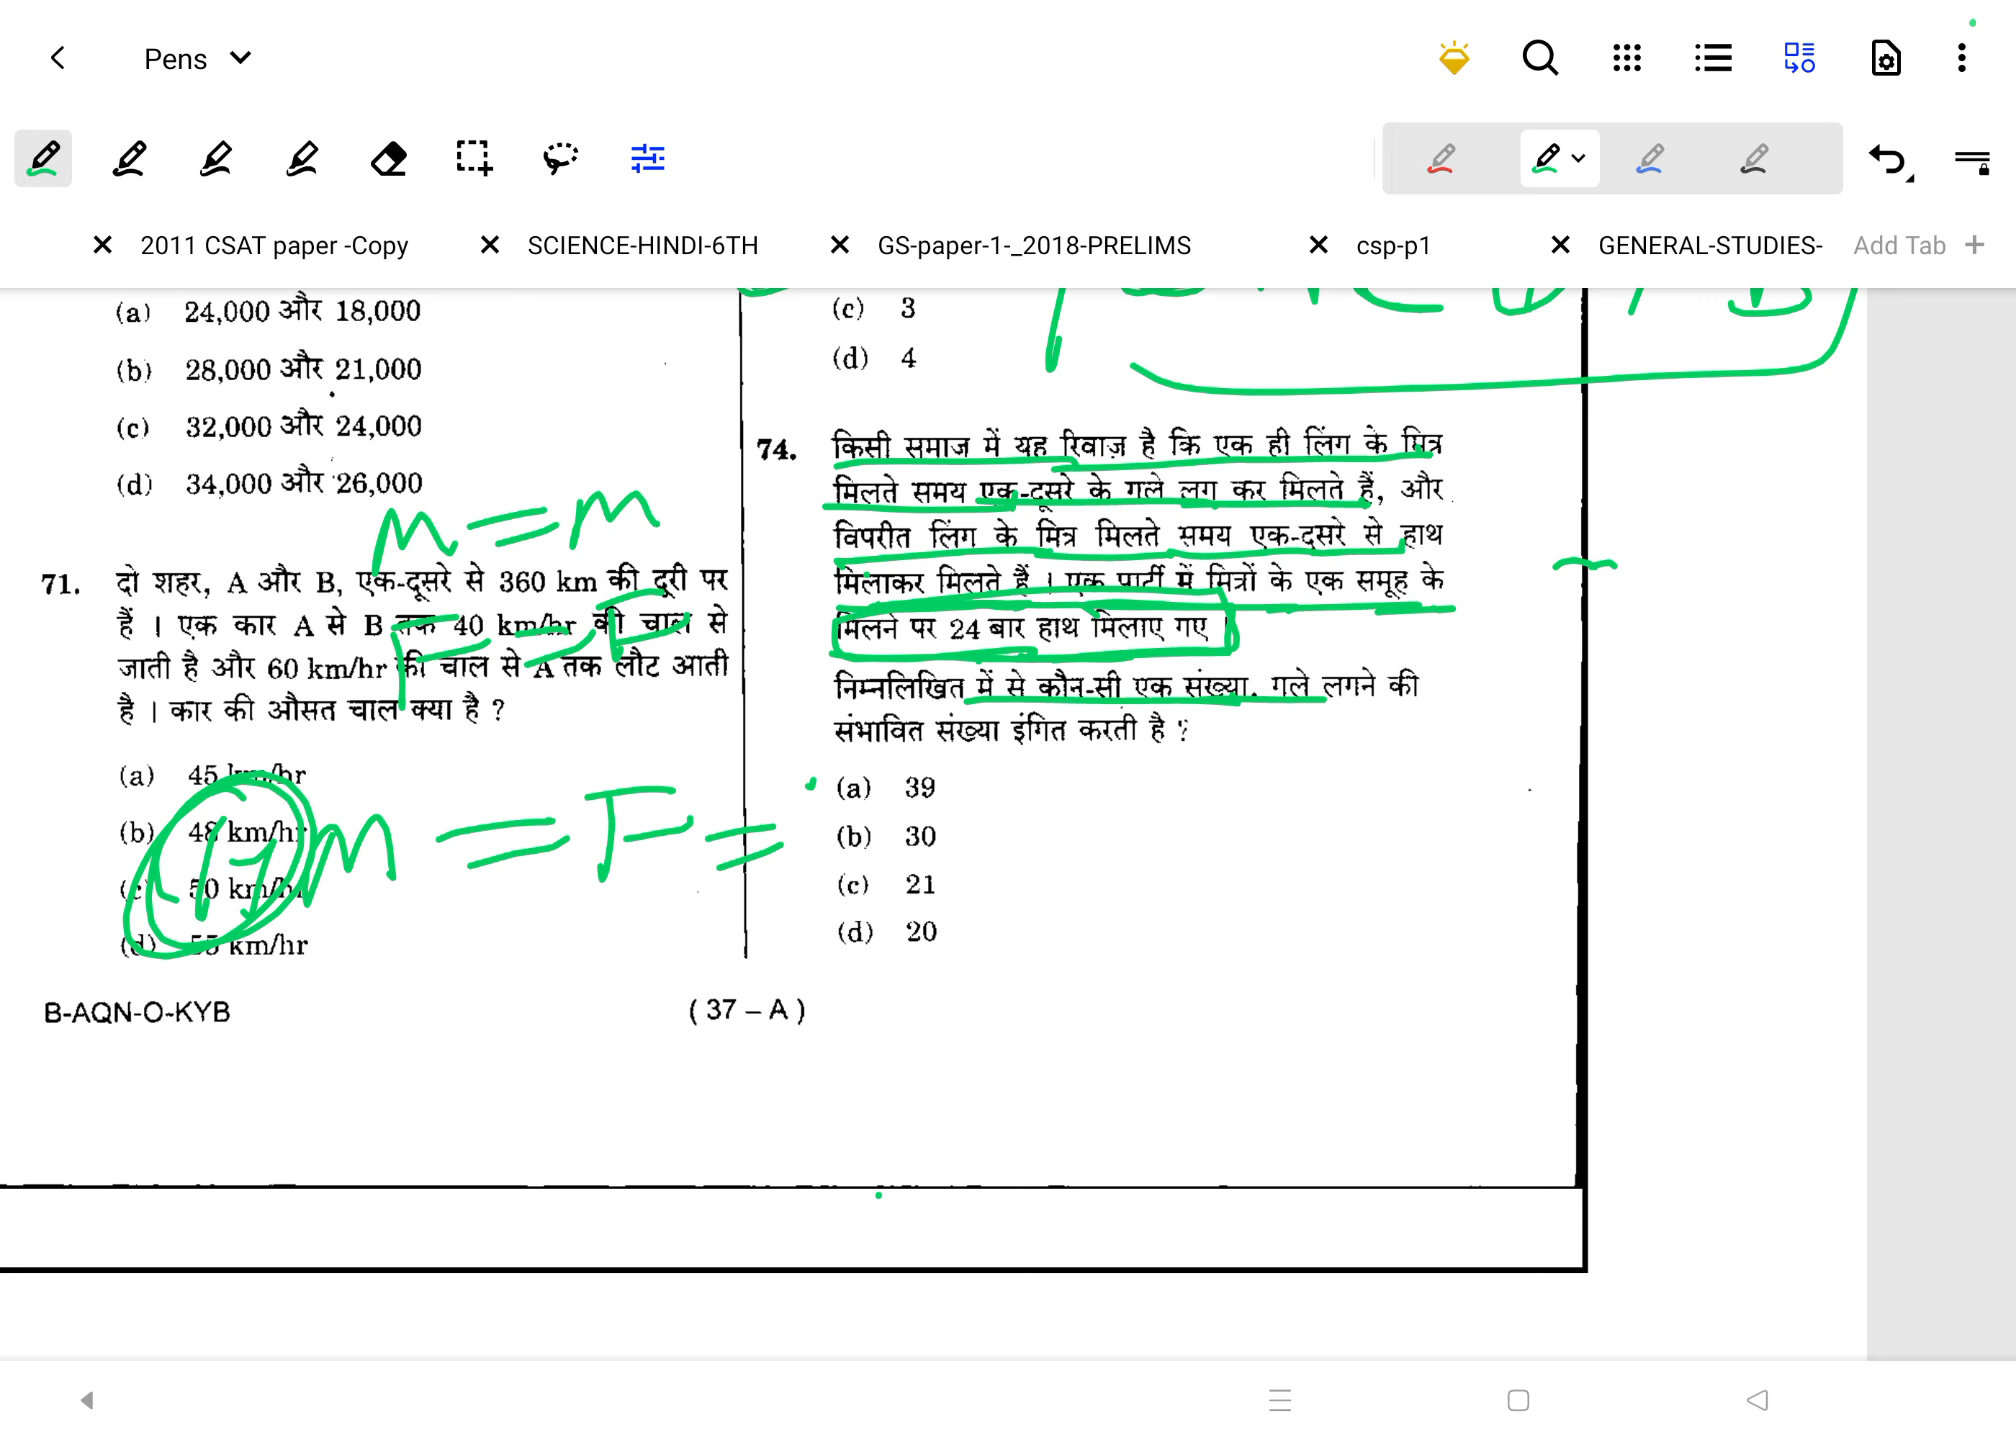 Pens
2011 CSAT paper -Copy
SCIENCE-HINDI-6TH
GS-paper-1-_2018-PRELIMS
csp-p1
GENERAL-STUDIES-
Add Tab +
(a) 24,000 और 18,000
(b) 28,000 और 21,000
(c) 32,000 और 24,000
(d) 34,000 और 26,000
m = m
71. दो शहर, A और B, एक-दूसरे से 360 km की दूरी पर
हैं । एक कार A से B तक 40 km/hr की चाल से
जाती है और 60 km/hr की चाल से A तक लौट आती
है । कार की औसत चाल क्या है ?
F = F
(a) 45 km/hr
(b) 48 km/hr
(c) 50 km/hr
(d) 55 km/hr
m = F =
B-AQN-O-KYB
(c) 3
(d) 4
74. किसी समाज में यह रिवाज़ है कि एक ही लिंग के मित्र
मिलते समय एक-दूसरे के गले लग कर मिलते हैं, और
विपरीत लिंग के मित्र मिलते समय एक-दूसरे से हाथ
मिलाकर मिलते हैं । एक पार्टी में मित्रों के एक समूह के
मिलने पर 24 बार हाथ मिलाए गए ।
निम्नलिखित में से कौन-सी एक संख्या, गले लगने की
संभावित संख्या इंगित करती है ?
(a) 39
(b) 30
(c) 21
(d) 20
( 37 – A )